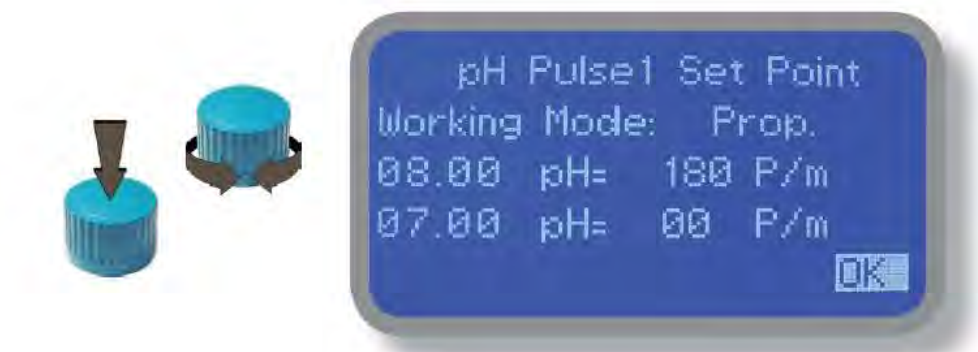 pH Pulse1 Set Point
Working Mode: Prop.
08.00 pH= 180 P/m
07.00 pH= 00 P/m
OK